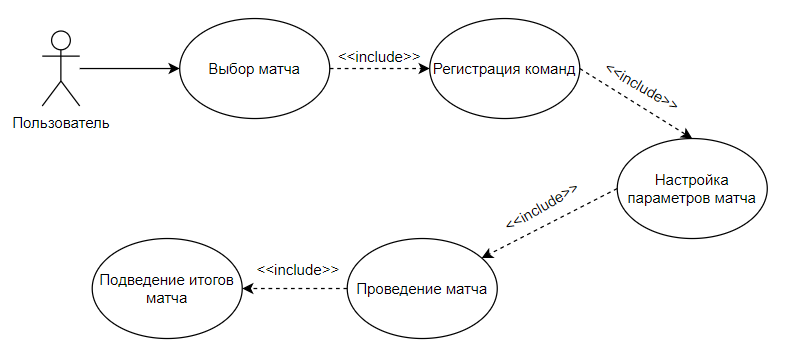 Пользователь
Выбор матча
<<include>>
Регистрация команд
<<include>>
Настройка
параметров матча
<<include>>
Проведение матча
<<include>>
Подведение итогов
матча